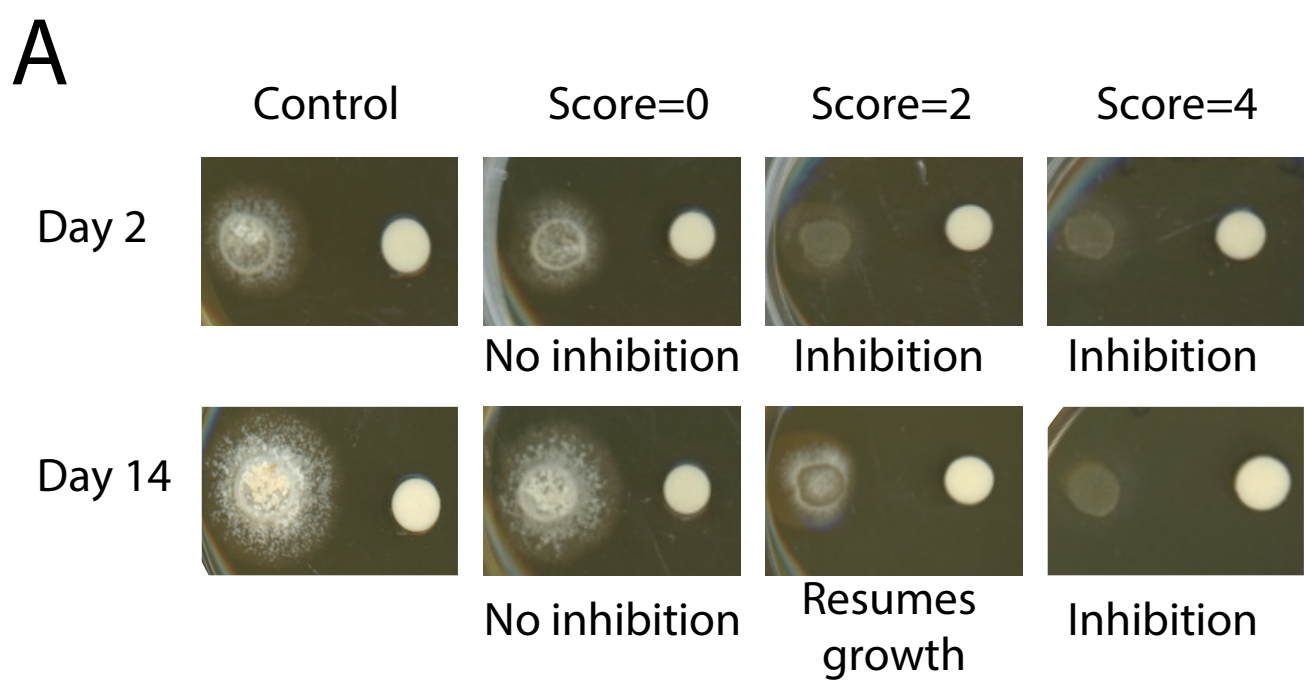 A
Control Score=0 Score=2 Score=4
Day 2
No inhibition Inhibition Inhibition
Day 14
No inhibition Resumes growth Inhibition